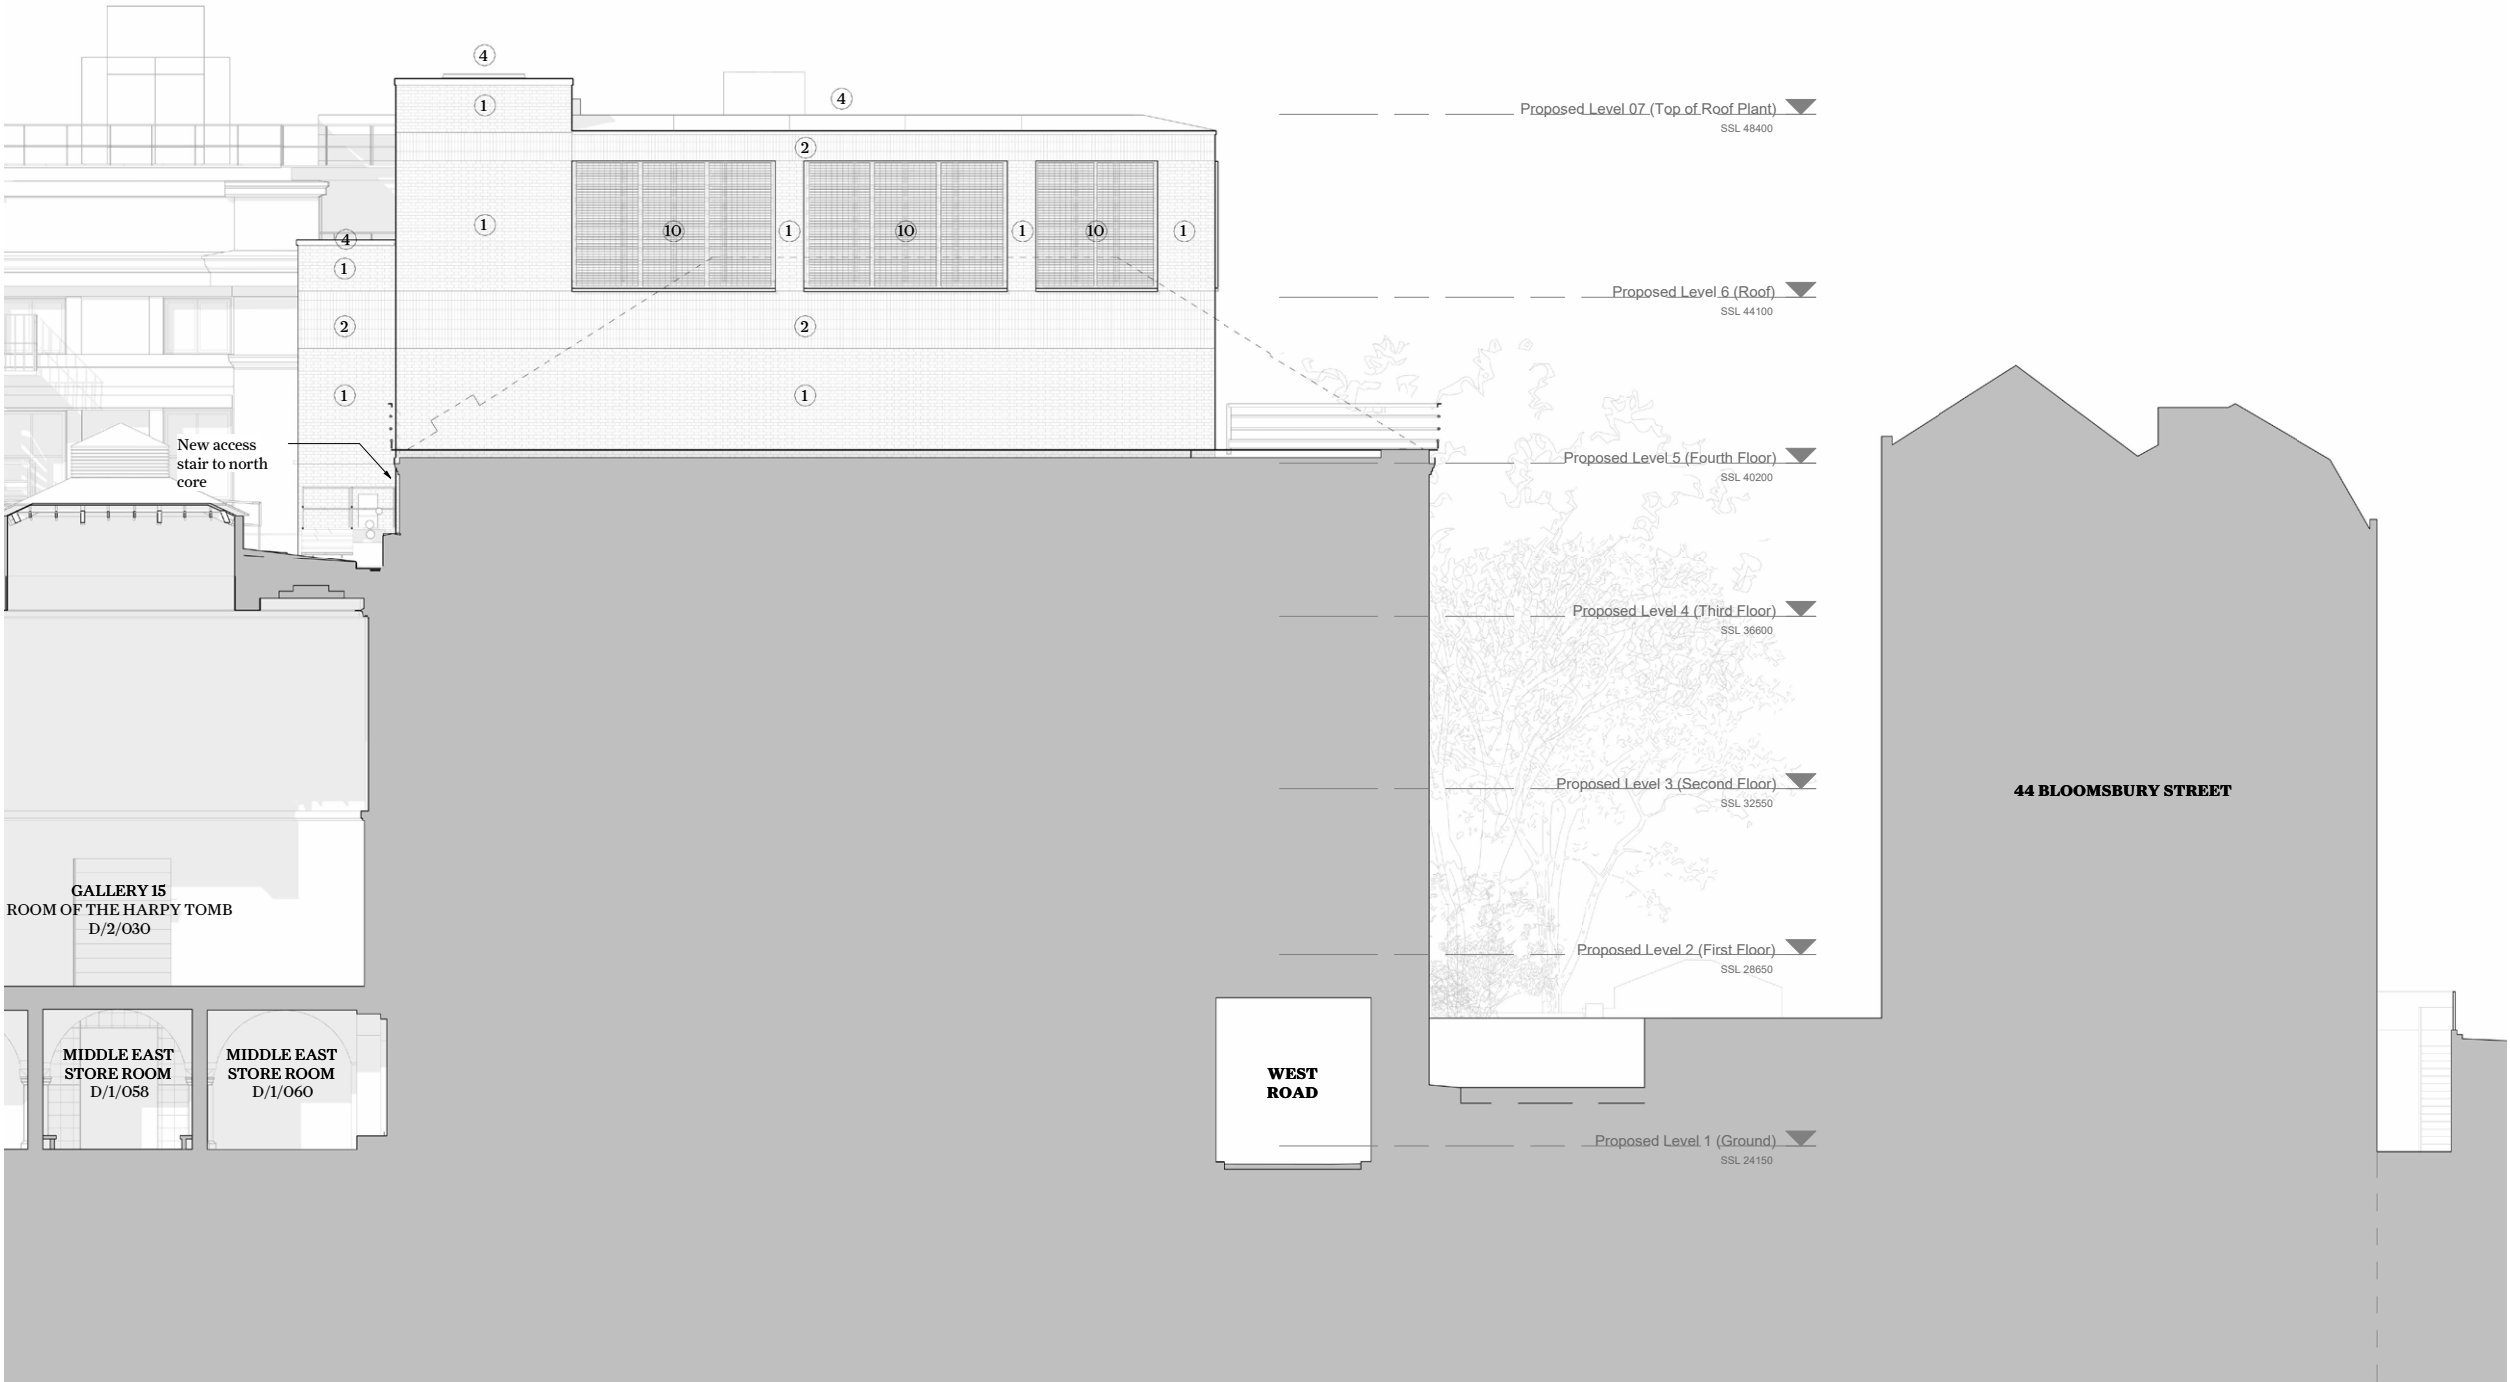 4
4
1
Proposed Level 07 (Top of Roof Plant)
SSL 48400
2
1
10
1
10
1
10
1
4
1
Proposed Level 6 (Roof)
SSL 44100
2
2
1
1
New access
stair to north
core
Proposed Level 5 (Fourth Floor)
SSL 40200
Proposed Level 4 (Third Floor)
SSL 36600
Proposed Level 3 (Second Floor)
SSL 32550
44 BLOOMSBURY STREET
GALLERY 15
ROOM OF THE HARPY TOMB
D/2/030
Proposed Level 2 (First Floor)
SSL 28650
MIDDLE EAST
STORE ROOM
D/1/058
MIDDLE EAST
STORE ROOM
D/1/060
WEST
ROAD
Proposed Level 1 (Ground)
SSL 24150